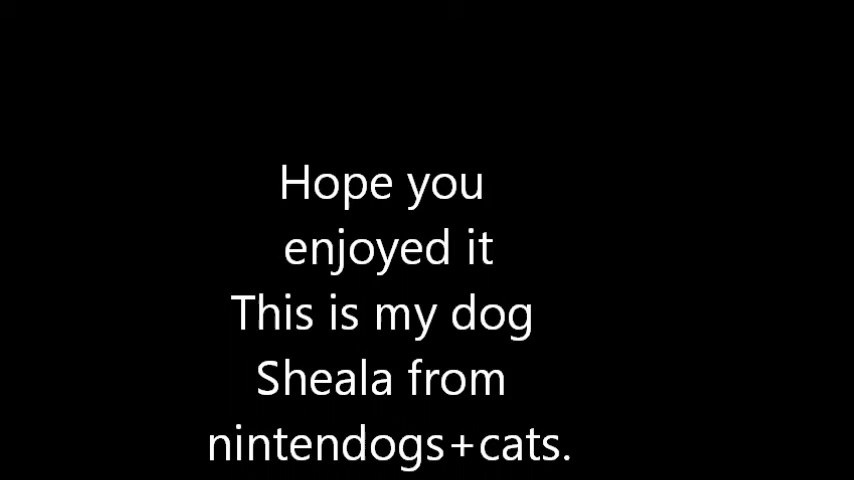 Hope you
enjoyed it
This is my dog
Sheala from
nintendogs+cats.